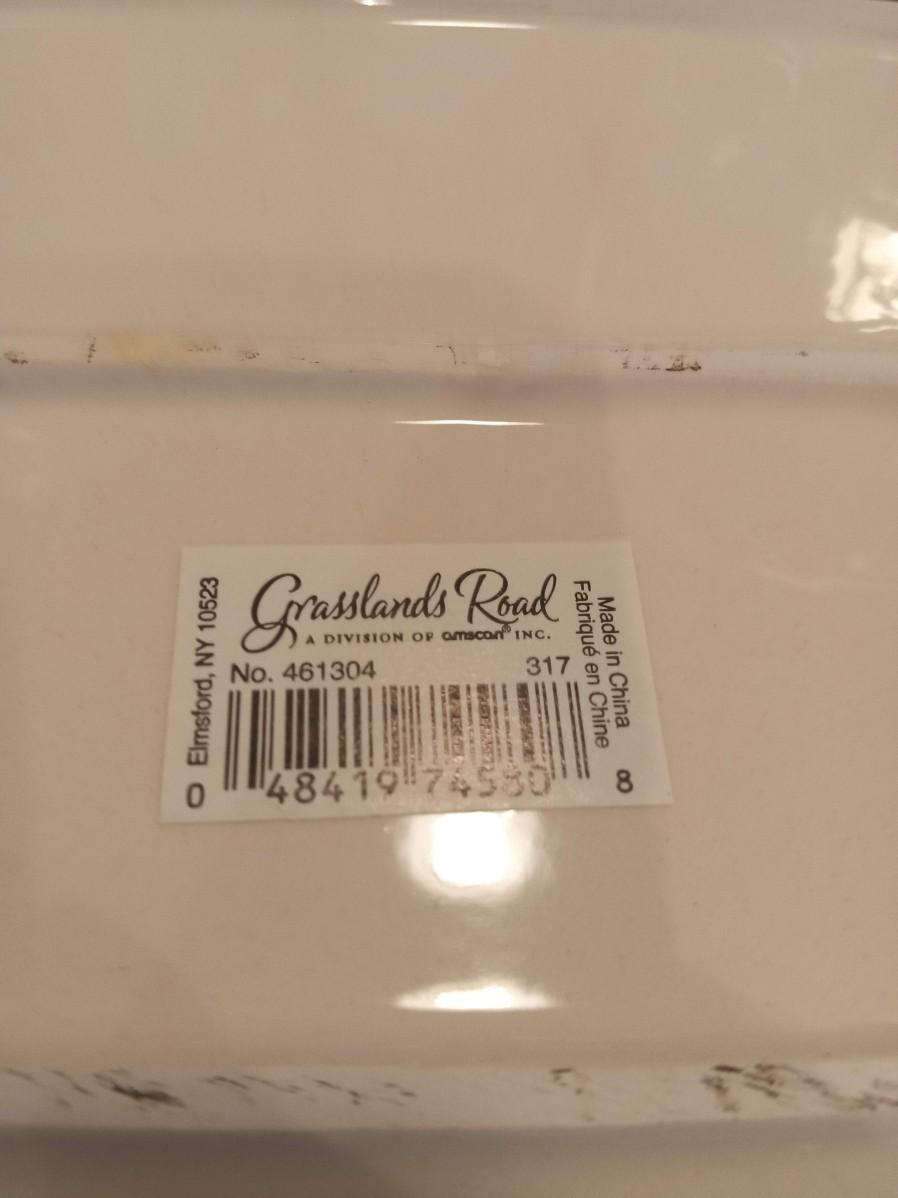 Grasslands Road
A DIVISION OF amscan® INC.
No. 461304 317
0 48419 74580 8
Elmsford, NY 10523
Made in China
Fabriqué en Chine